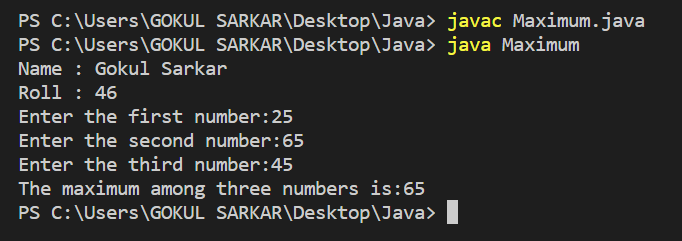 PS C:\Users\GOKUL SARKAR\Desktop\Java> javac Maximum.java
PS C:\Users\GOKUL SARKAR\Desktop\Java> java Maximum
Name : Gokul Sarkar
Roll : 46
Enter the first number:25
Enter the second number:65
Enter the third number:45
The maximum among three numbers is:65
PS C:\Users\GOKUL SARKAR\Desktop\Java>